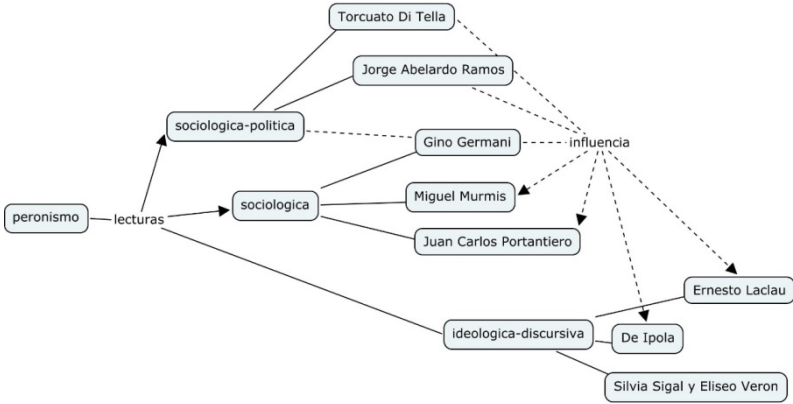 Torcuato Di Tella
Jorge Abelardo Ramos
sociologica-politica
Gino Germani
influencia
Miguel Murmis
sociologica
peronismo
lecturas
Juan Carlos Portantiero
Ernesto Laclau
ideologica-discursiva
De Ipola
Silvia Sigal y Eliseo Veron